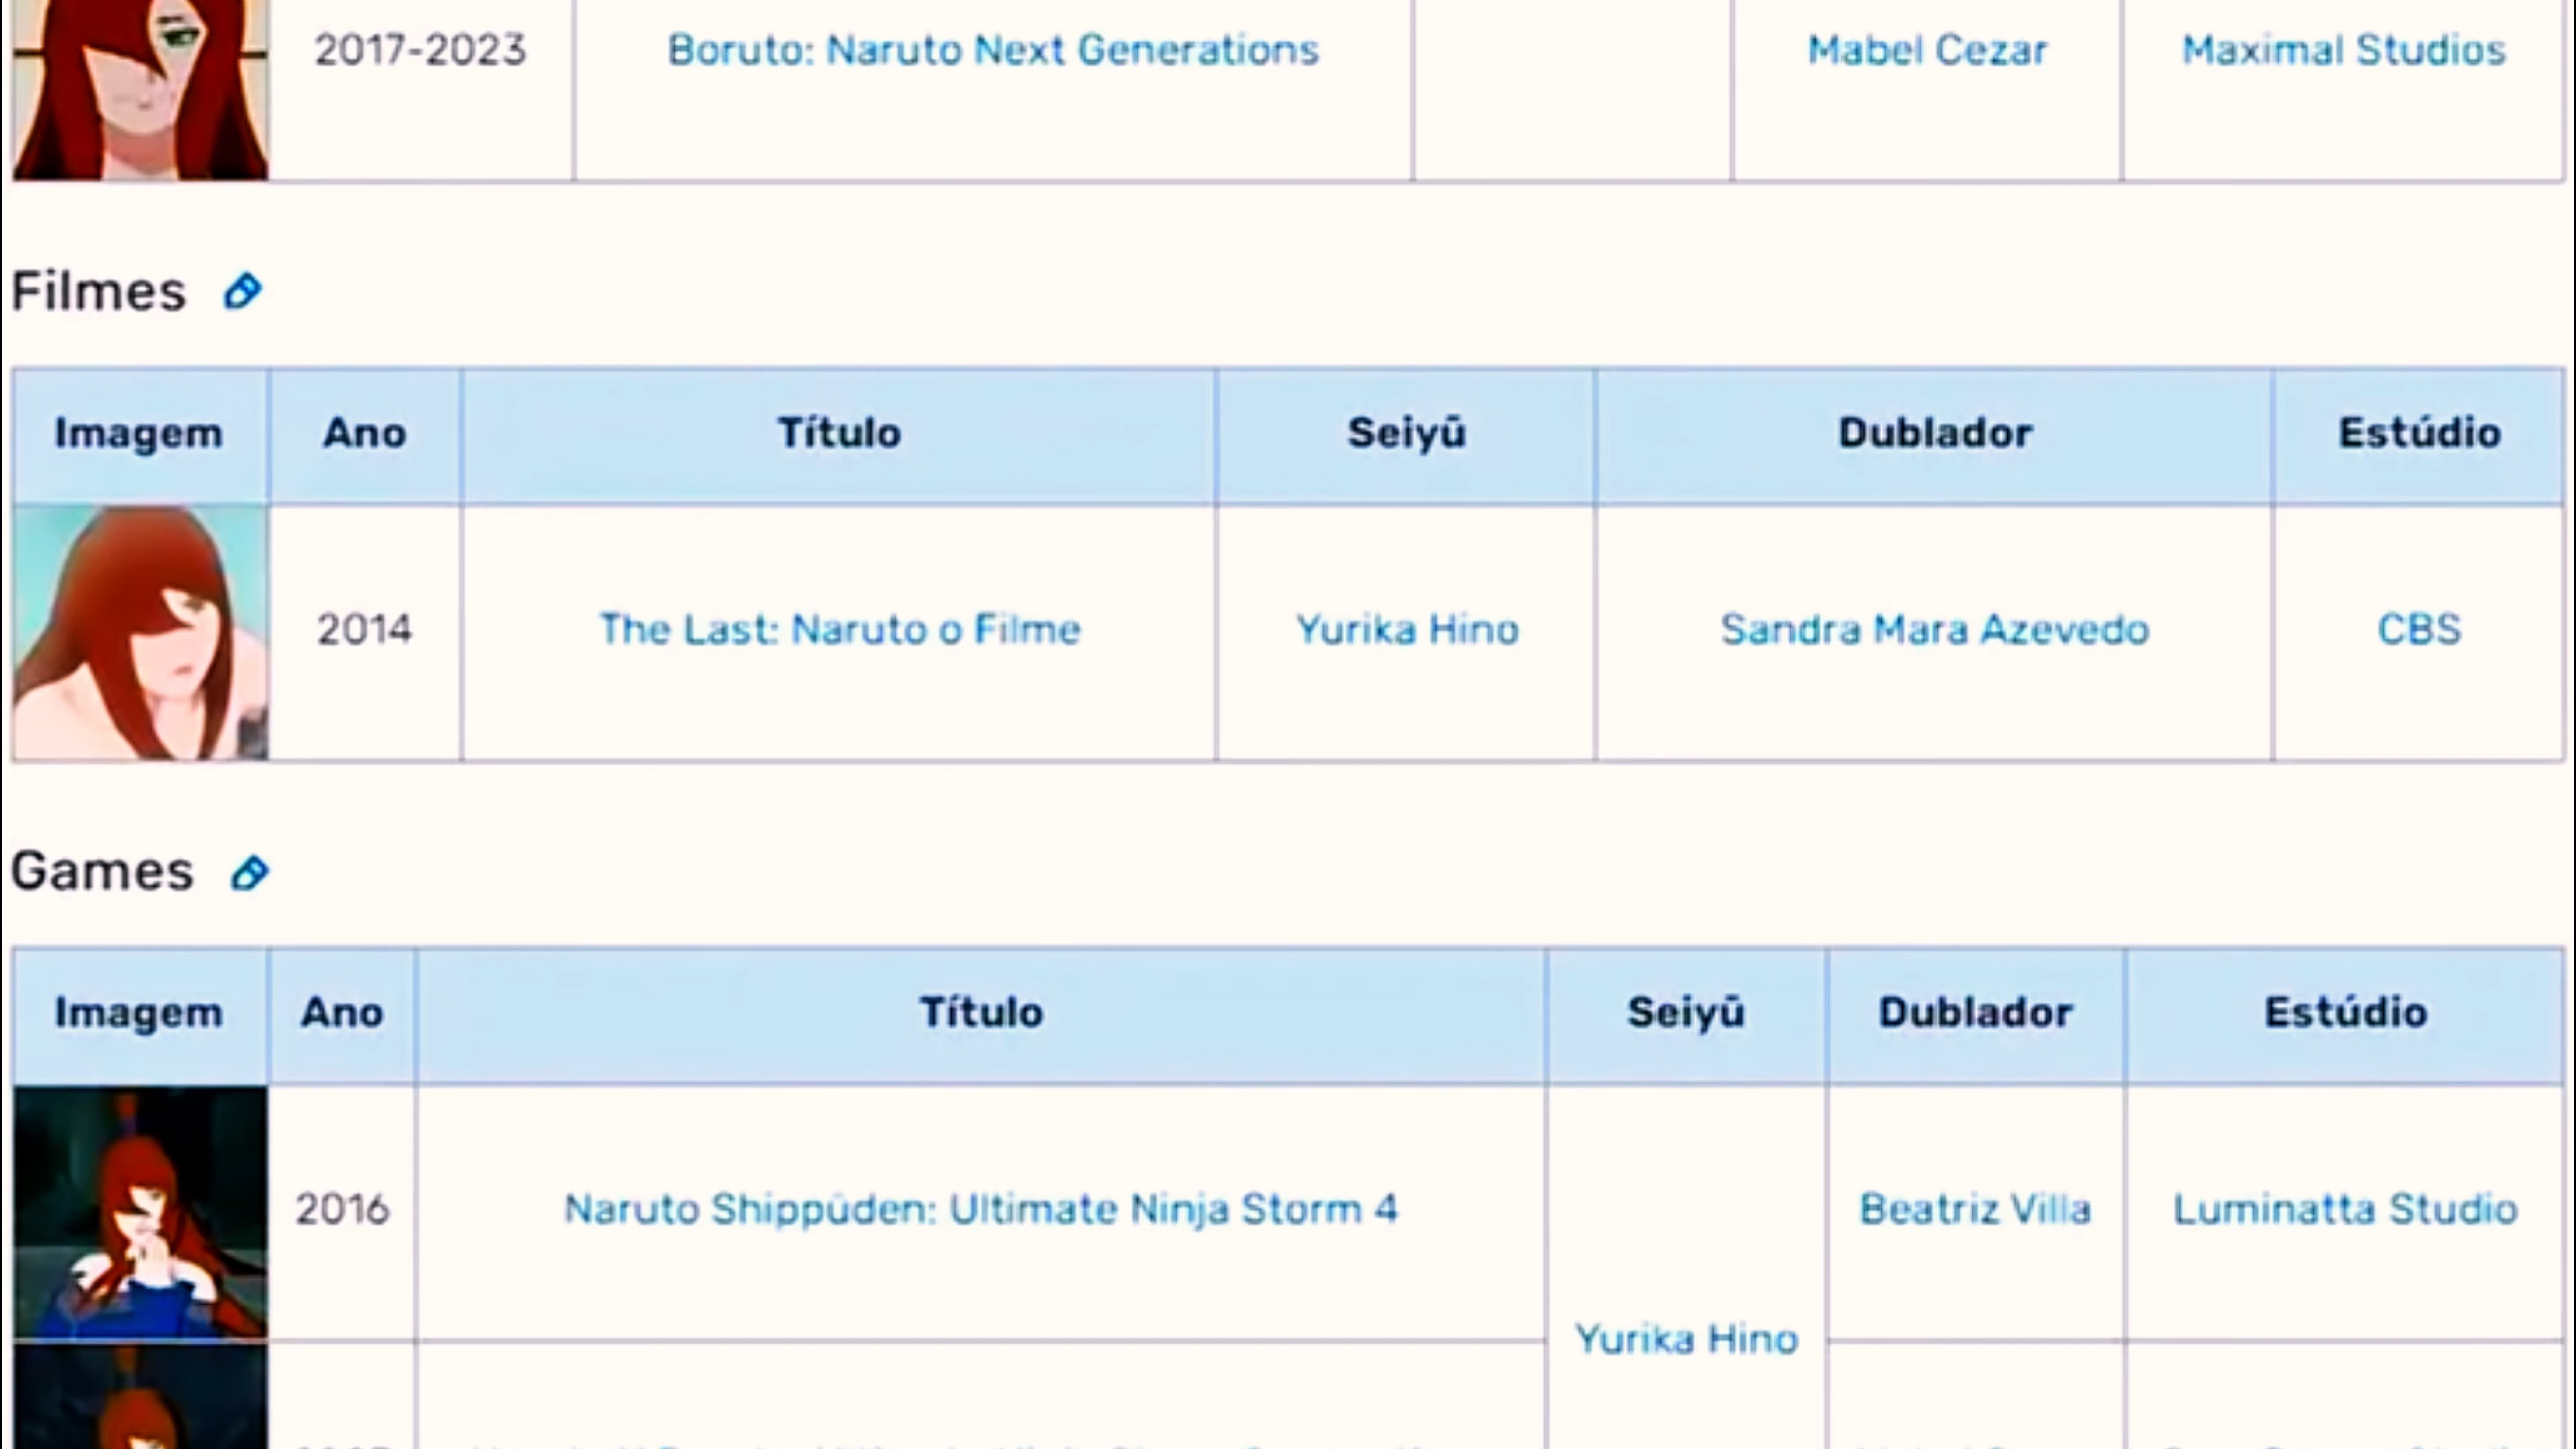 2017-2023 Boruto: Naruto Next Generations Mabel Cezar Maximal Studios
Filmes
Imagem Ano Título Seiyū Dublador Estúdio
2014 The Last: Naruto o Filme Yurika Hino Sandra Mara Azevedo CBS
Games
Imagem Ano Título Seiyū Dublador Estúdio
2016 Naruto Shippūden: Ultimate Ninja Storm 4 Beatriz Villa Luminatta Studio
Yurika Hino